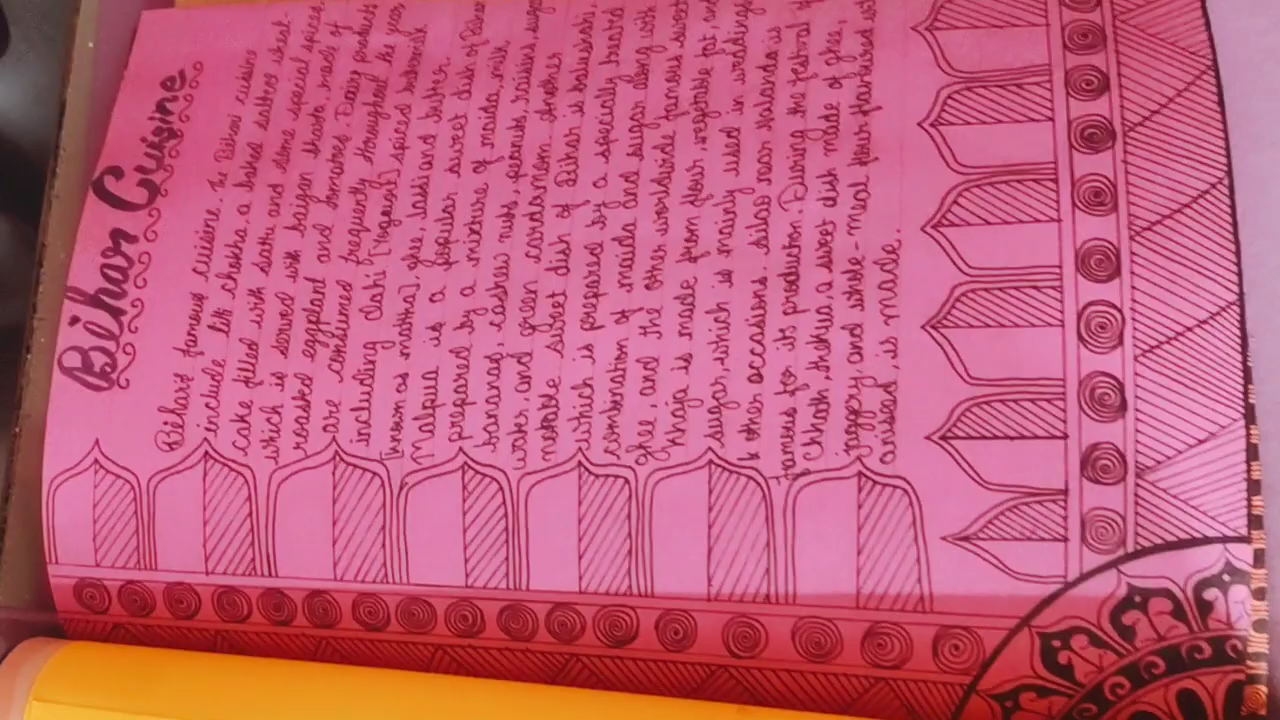 Bihar Cuisine
Bihar's famous cuisine. The Bihari cuisine
include litti chokha, a baked salted wheat-
cake filled with sattu and some special spices
which is served with baigan bharta, made of
roasted eggpland and tomatoes. Dairy products
are consumed frequently throughout the year
including dahi [yogurt] spiced buttermilk
[known as mattha], ghee, lassi and butter.
Malpua is a popular sweet dish of Bihar
prepared by a mixture of maida, milk
bananas, cashew nuts, peanuts, raisins, sugar
water and green cardamom. Another
notable sweet dish of Bihar is balushahi,
which is prepared by a specially treated
combination of maida and sugar along with
ghee, and the other worldwide famous sweet
Khaja is made from flour, vegetable fat and
sugar, which is mainly used in weddings
& other occasions. Silao near Nalanda is
famous for its production. During the festival of
Chhath, thekua, a sweet dish made of ghee,
jaggery, and whole-meal flour,
aniseed, is made.